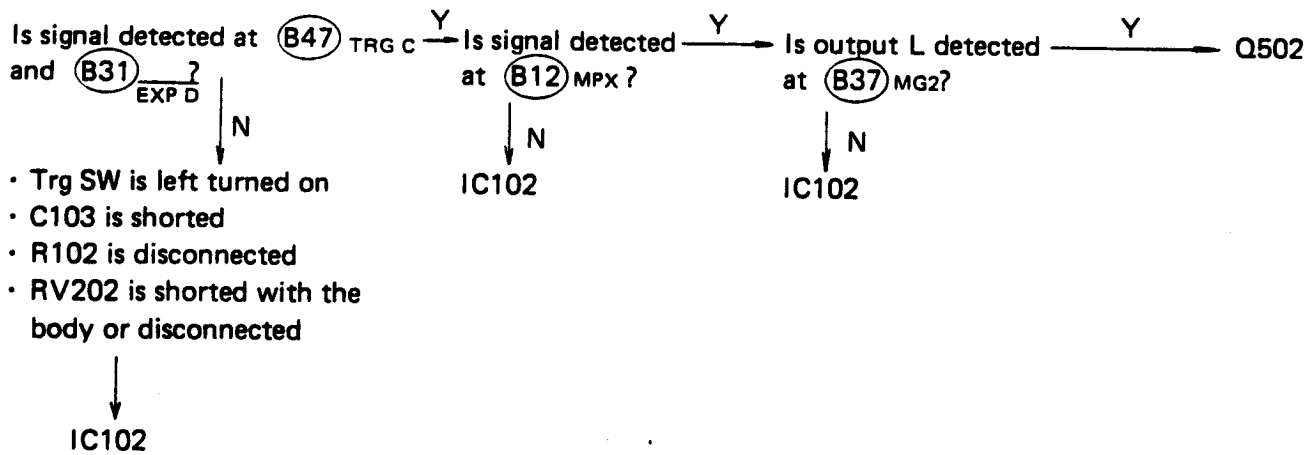 Is signal detected at B47 TRG C
and B31 EXP D ?
Y
Is signal detected
at B12 MPX ?
Y
Is output L detected
at B37 MG2?
Y
Q502
N
· Trg SW is left turned on
· C103 is shorted
· R102 is disconnected
· RV202 is shorted with the
body or disconnected
IC102
N
IC102
N
IC102